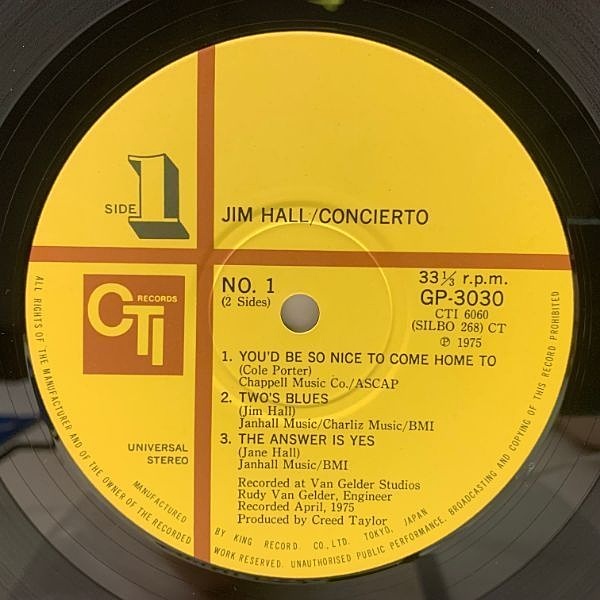 SIDE 1
JIM HALL/CONCIERTO
CTI RECORDS
NO. 1
(2 Sides)
33⅓ r.p.m.
GP-3030
CTI 6060
(SILBO 268) CT
℗ 1975
1. YOU'D BE SO NICE TO COME HOME TO
(Cole Porter)
Chappell Music Co./ASCAP
2. TWO'S BLUES
(Jim Hall)
Janhall Music/Charliz Music/BMI
3. THE ANSWER IS YES
(Jane Hall)
Janhall Music/BMI
UNIVERSAL
STEREO
Recorded at Van Gelder Studios
Rudy Van Gelder, Engineer
Recorded April, 1975
Produced by Creed Taylor
MANUFACTURED BY KING RECORD. CO., LTD. TOKYO, JAPAN
ALL RIGHTS OF THE MANUFACTURER AND OF THE OWNER OF THE RECORDED WORK RESERVED. UNAUTHORISED PUBLIC PERFORMANCE, BROADCASTING AND COPYING OF THIS RECORD PROHIBITED